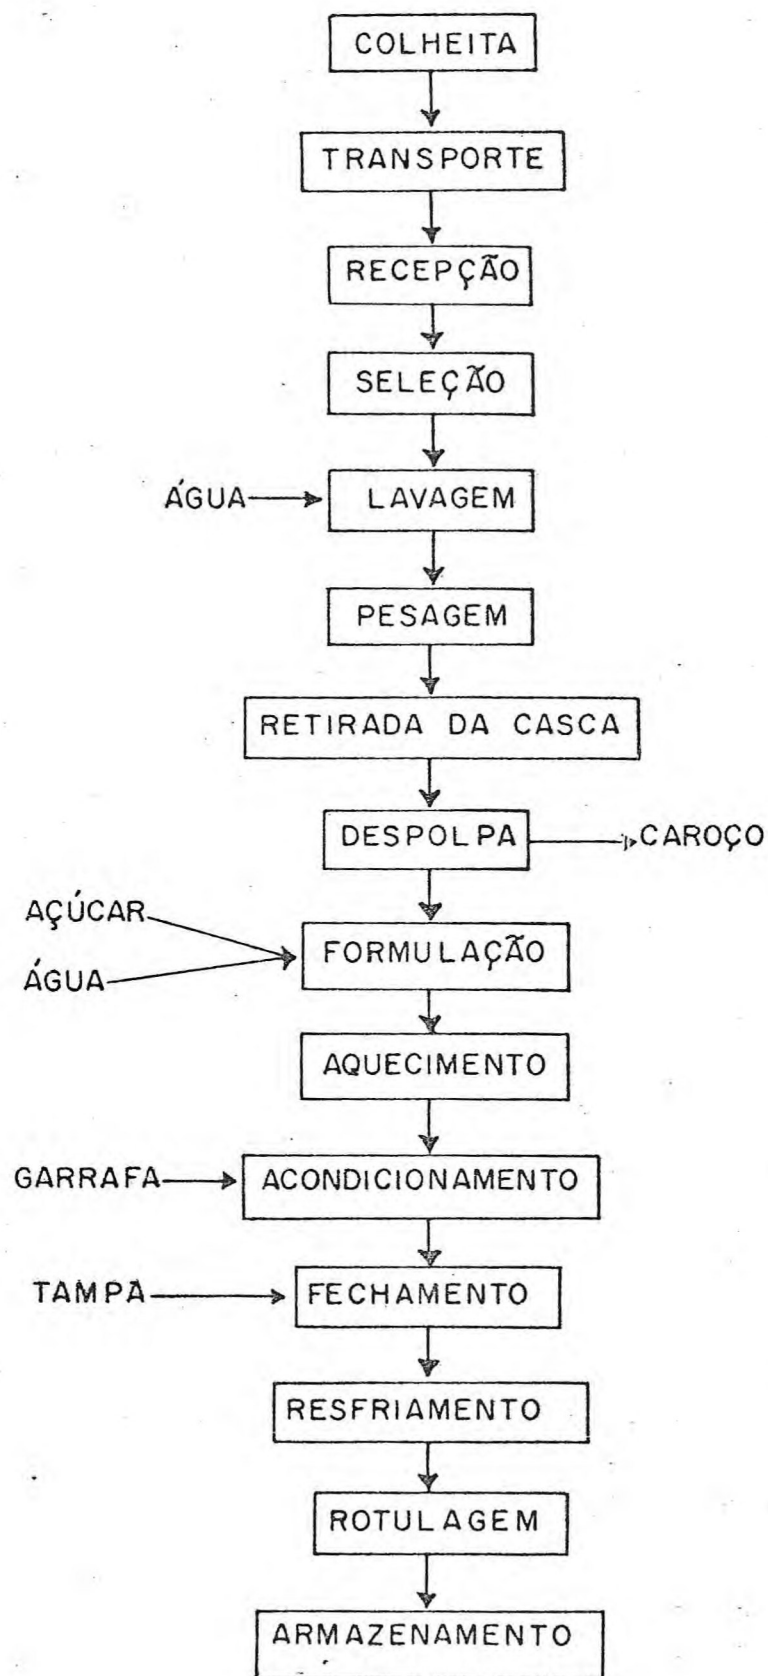 COLHEITA
TRANSPORTE
RECEPÇÃO
SELEÇÃO
ÁGUA LAVAGEM
PESAGEM
RETIRADA DA CASCA
DESPOLPA CAROÇO
AÇÚCAR
FORMULAÇÃO
ÁGUA
AQUECIMENTO
GARRAFA ACONDICIONAMENTO
TAMPA FECHAMENTO
RESFRIAMENTO
ROTULAGEM
ARMAZENAMENTO